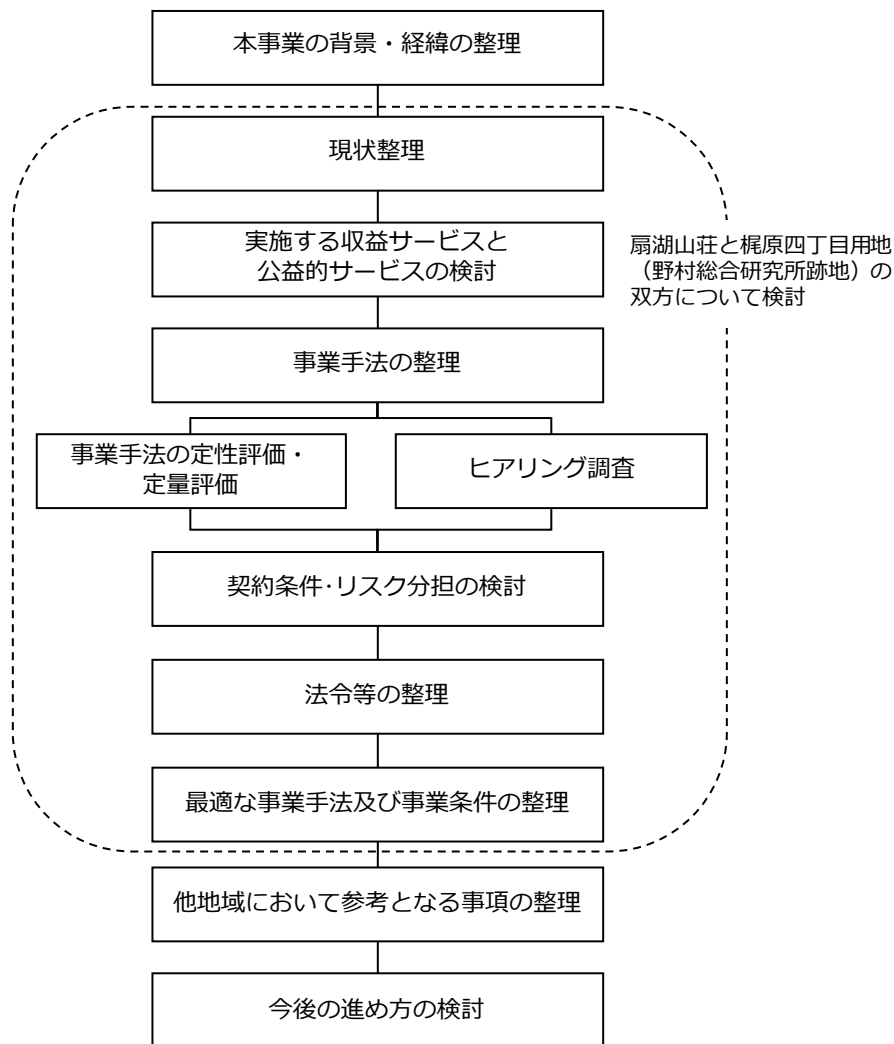 本事業の背景・経緯の整理
現状整理
実施する収益サービスと
公益的サービスの検討
扇湖山荘と梶原四丁目用地
（野村総合研究所跡地）の
双方について検討
事業手法の整理
事業手法の定性評価・
定量評価
ヒアリング調査
契約条件･リスク分担の検討
法令等の整理
最適な事業手法及び事業条件の整理
他地域において参考となる事項の整理
今後の進め方の検討